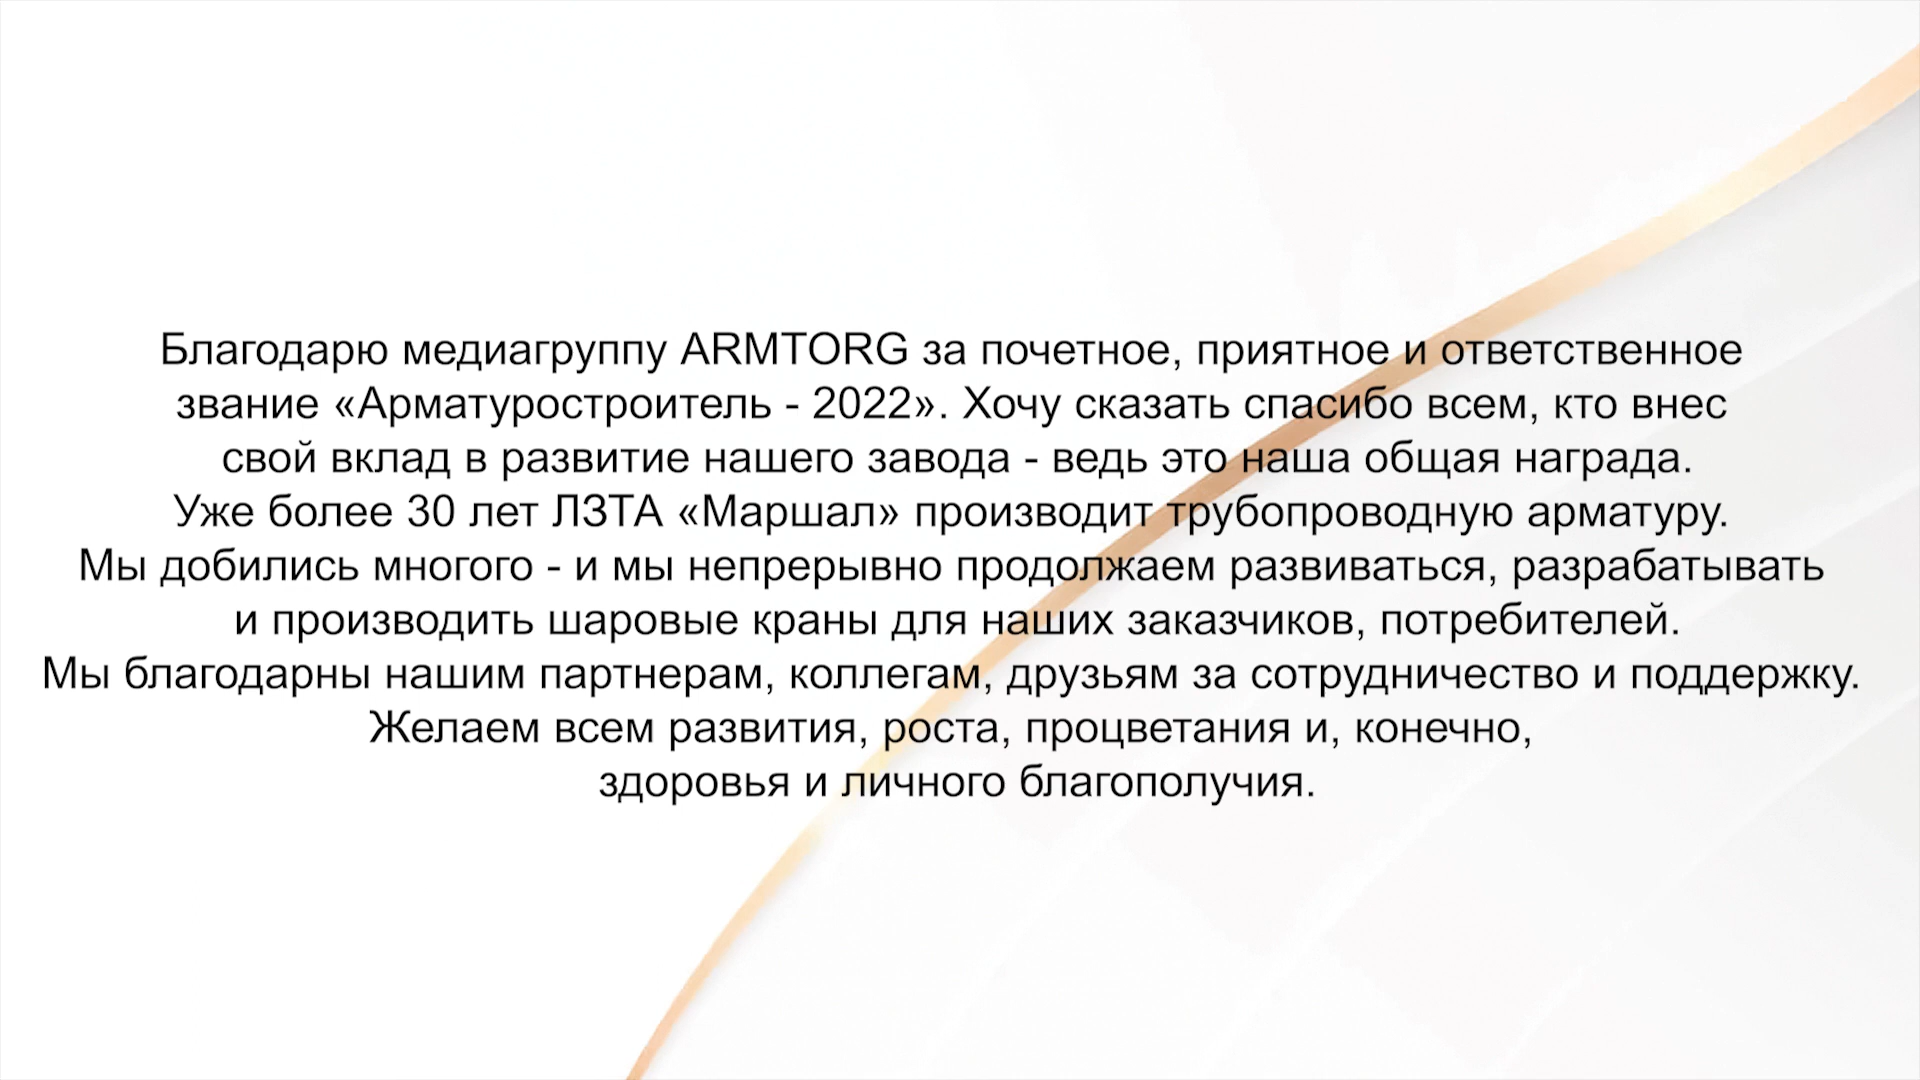 Благодарю медиагруппу ARMTORG за почетное, приятное и ответственное
звание «Арматуростроитель - 2022». Хочу сказать спасибо всем, кто внес
свой вклад в развитие нашего завода - ведь это наша общая награда.
Уже более 30 лет ЛЗТА «Маршал» производит трубопроводную арматуру.
Мы добились многого - и мы непрерывно продолжаем развиваться, разрабатывать
и производить шаровые краны для наших заказчиков, потребителей.
Мы благодарны нашим партнерам, коллегам, друзьям за сотрудничество и поддержку.
Желаем всем развития, роста, процветания и, конечно,
здоровья и личного благополучия.